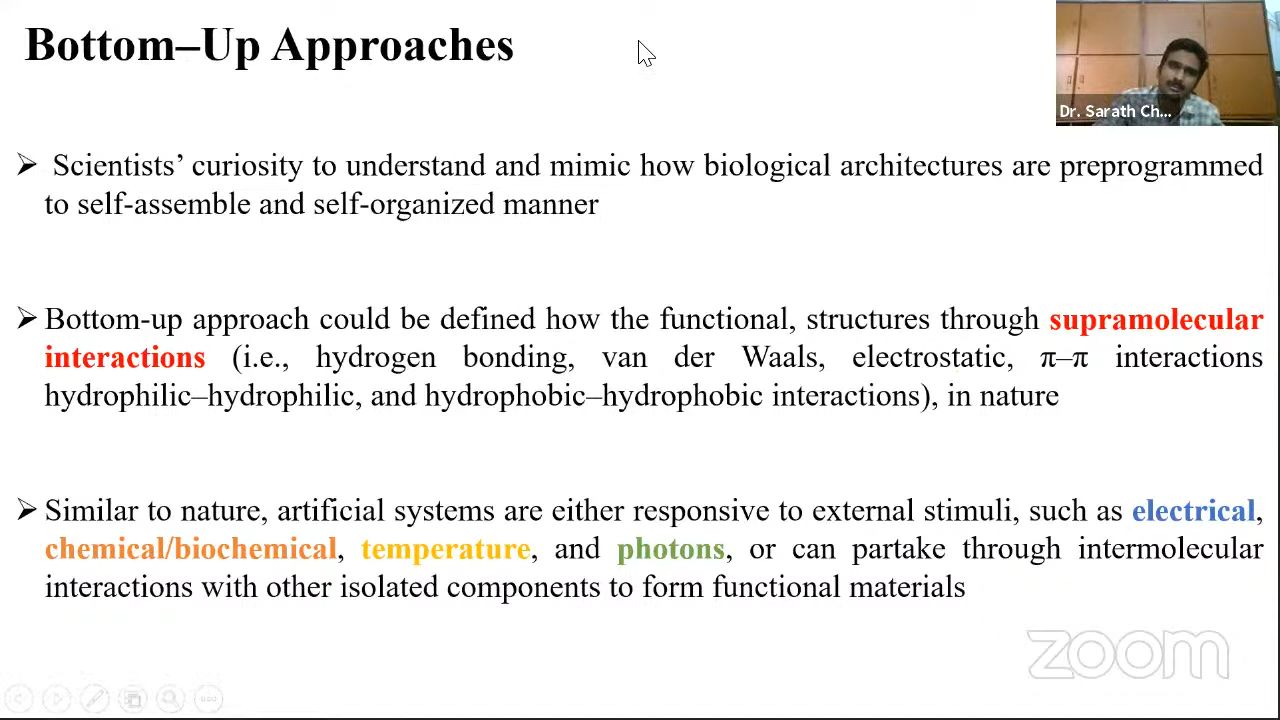 Bottom–Up Approaches
Dr. Sarath Ch...
➢ Scientists’ curiosity to understand and mimic how biological architectures are preprogrammed
to self-assemble and self-organized manner
➢ Bottom-up approach could be defined how the functional, structures through supramolecular
interactions (i.e., hydrogen bonding, van der Waals, electrostatic, π–π interactions
hydrophilic–hydrophilic, and hydrophobic–hydrophobic interactions), in nature
➢ Similar to nature, artificial systems are either responsive to external stimuli, such as electrical,
chemical/biochemical, temperature, and photons, or can partake through intermolecular
interactions with other isolated components to form functional materials
zoom